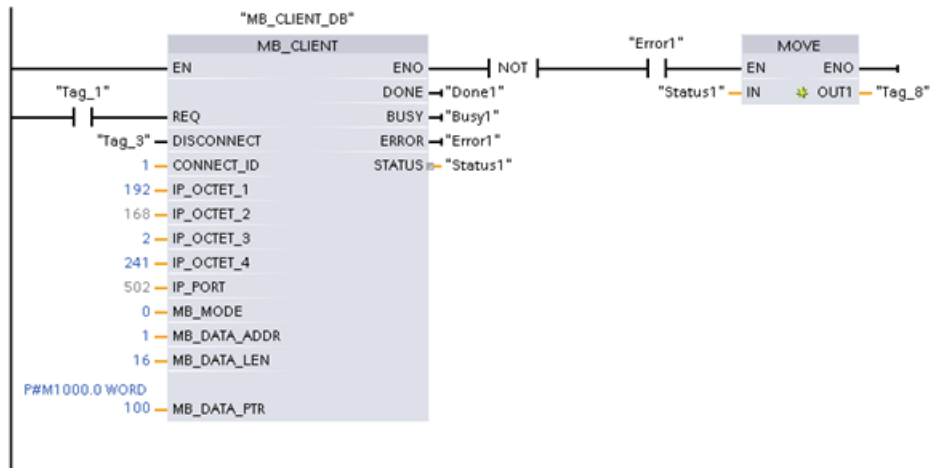 "MB_CLIENT_DB"
MB_CLIENT
"Error1"
MOVE
EN
ENO
NOT
EN
ENO
"Tag_1"
DONE
"Done1"
"Status1"
IN
OUT1
"Tag_8"
REQ
BUSY
"Busy1"
"Tag_3"
DISCONNECT
ERROR
"Error1"
1
CONNECT_ID
STATUS
"Status1"
192
IP_OCTET_1
168
IP_OCTET_2
2
IP_OCTET_3
241
IP_OCTET_4
502
IP_PORT
0
MB_MODE
1
MB_DATA_ADDR
16
MB_DATA_LEN
P#M1000.0 WORD
100
MB_DATA_PTR